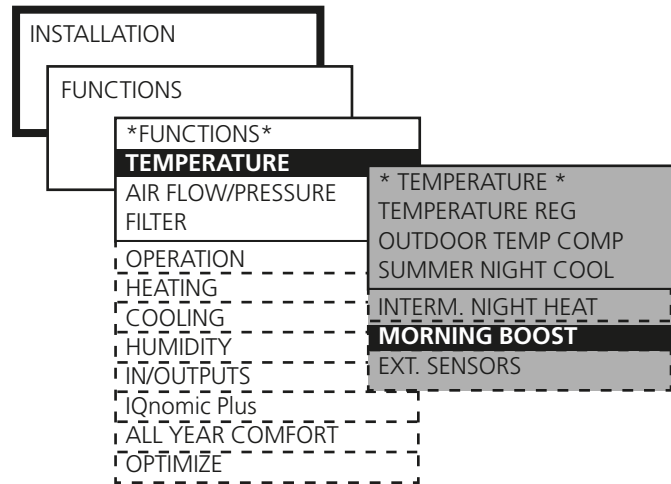 INSTALLATION
FUNCTIONS
*FUNCTIONS*
TEMPERATURE
AIR FLOW/PRESSURE
FILTER
OPERATION
HEATING
COOLING
HUMIDITY
IN/OUTPUTS
IQnomic Plus
ALL YEAR COMFORT
OPTIMIZE
* TEMPERATURE *
TEMPERATURE REG
OUTDOOR TEMP COMP
SUMMER NIGHT COOL
INTERM. NIGHT HEAT
MORNING BOOST
EXT. SENSORS